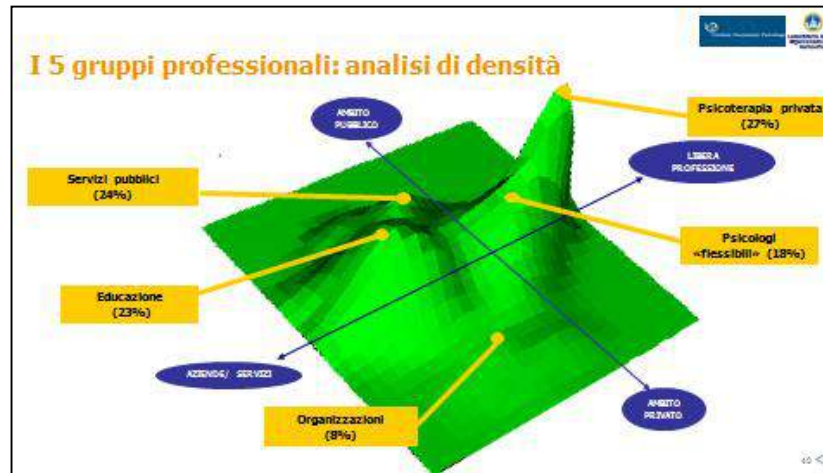 I 5 gruppi professionali: analisi di densità
AMBITO
PUBBLICO
Psicoterapia privata
(27%)
LIBERA
PROFESSIONE
Servizi pubblici
(24%)
Psicologi
«flessibili» (18%)
Educazione
(23%)
AZIENDE/ SERVIZI
Organizzazioni
(8%)
AMBITO
PRIVATO
40 <